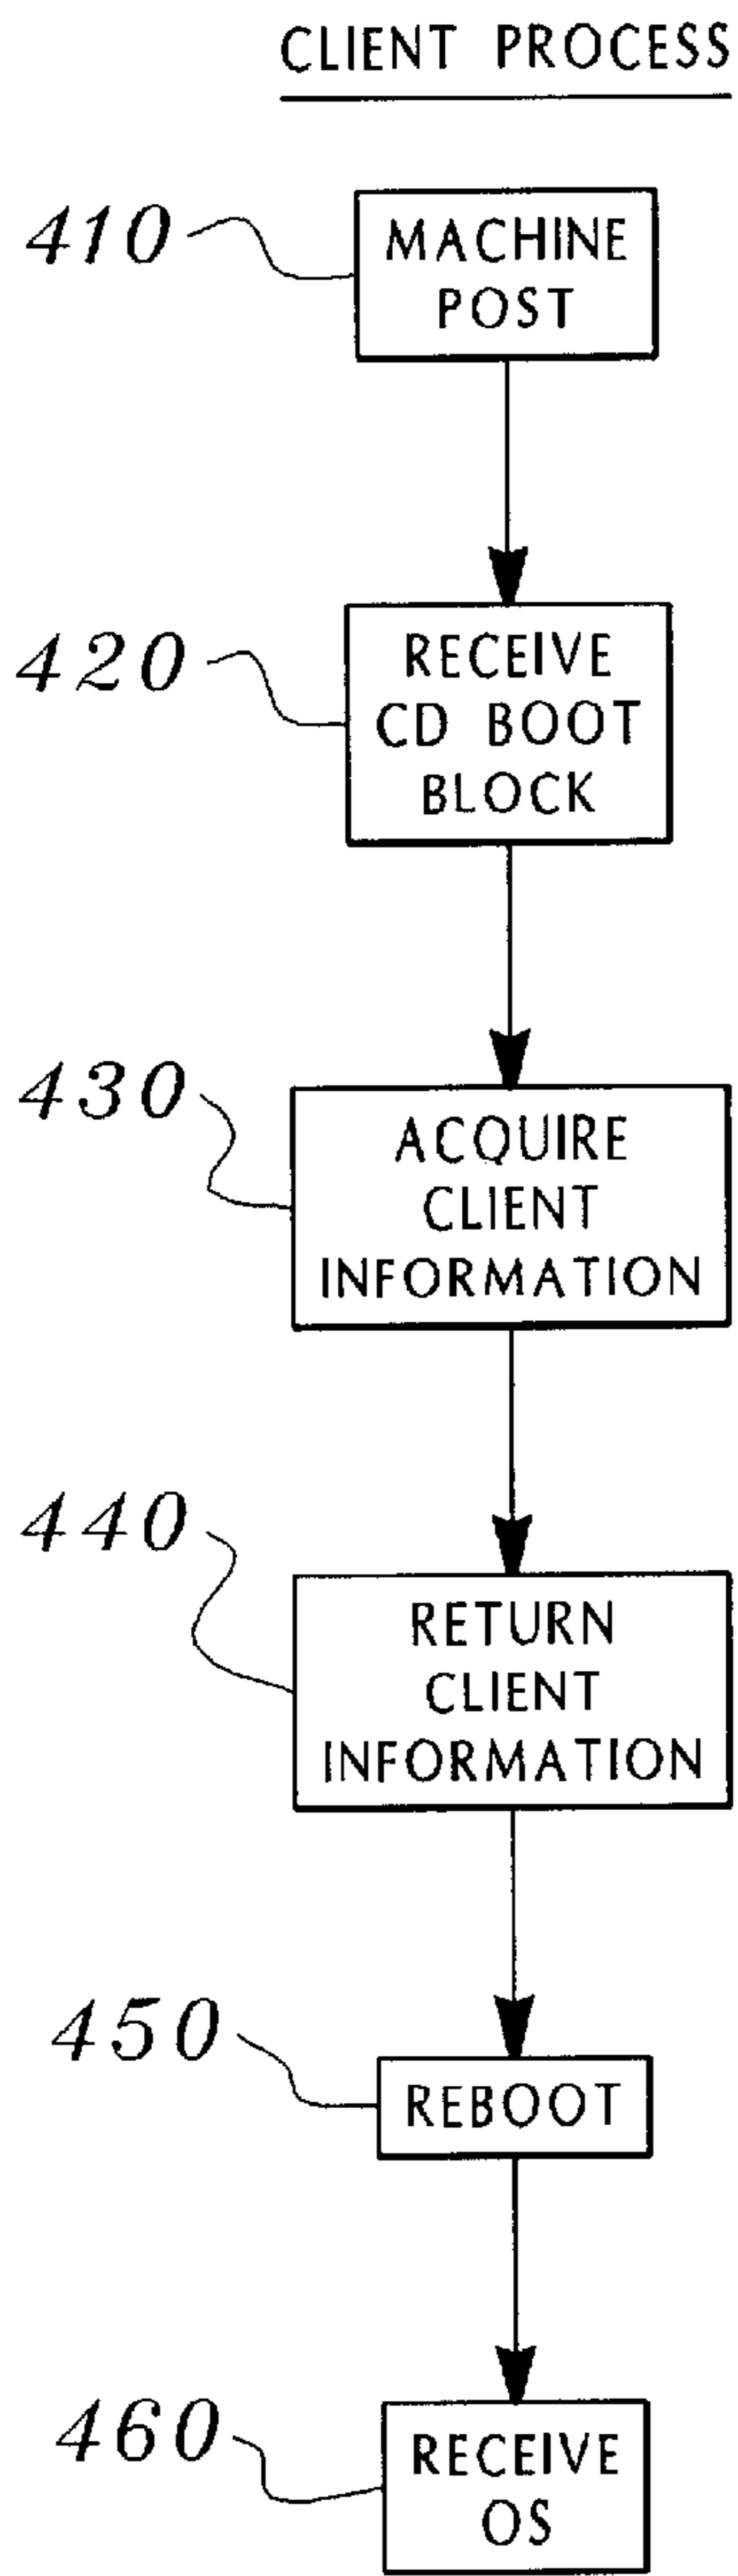 CLIENT PROCESS
410
MACHINE
POST
420
RECEIVE
CD BOOT
BLOCK
430
ACQUIRE
CLIENT
INFORMATION
440
RETURN
CLIENT
INFORMATION
450
REBOOT
460
RECEIVE
OS